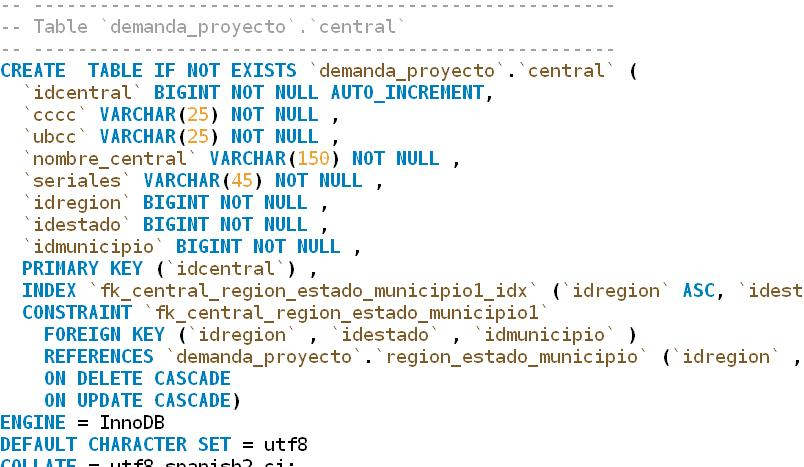 -- -----------------------------------------------------
-- Table `demanda_proyecto`.`central`
-- -----------------------------------------------------
CREATE  TABLE IF NOT EXISTS `demanda_proyecto`.`central` (
  `idcentral` BIGINT NOT NULL AUTO_INCREMENT,
  `cccc` VARCHAR(25) NOT NULL ,
  `ubcc` VARCHAR(25) NOT NULL ,
  `nombre_central` VARCHAR(150) NOT NULL ,
  `seriales` VARCHAR(45) NOT NULL ,
  `idregion` BIGINT NOT NULL ,
  `idestado` BIGINT NOT NULL ,
  `idmunicipio` BIGINT NOT NULL ,
  PRIMARY KEY (`idcentral`) ,
  INDEX `fk_central_region_estado_municipio1_idx` (`idregion` ASC, `idest
  CONSTRAINT `fk_central_region_estado_municipio1`
    FOREIGN KEY (`idregion` , `idestado` , `idmunicipio` )
    REFERENCES `demanda_proyecto`.`region_estado_municipio` (`idregion` ,
    ON DELETE CASCADE
    ON UPDATE CASCADE)
ENGINE = InnoDB
DEFAULT CHARACTER SET = utf8
COLLATE = utf8_spanish2_ci;